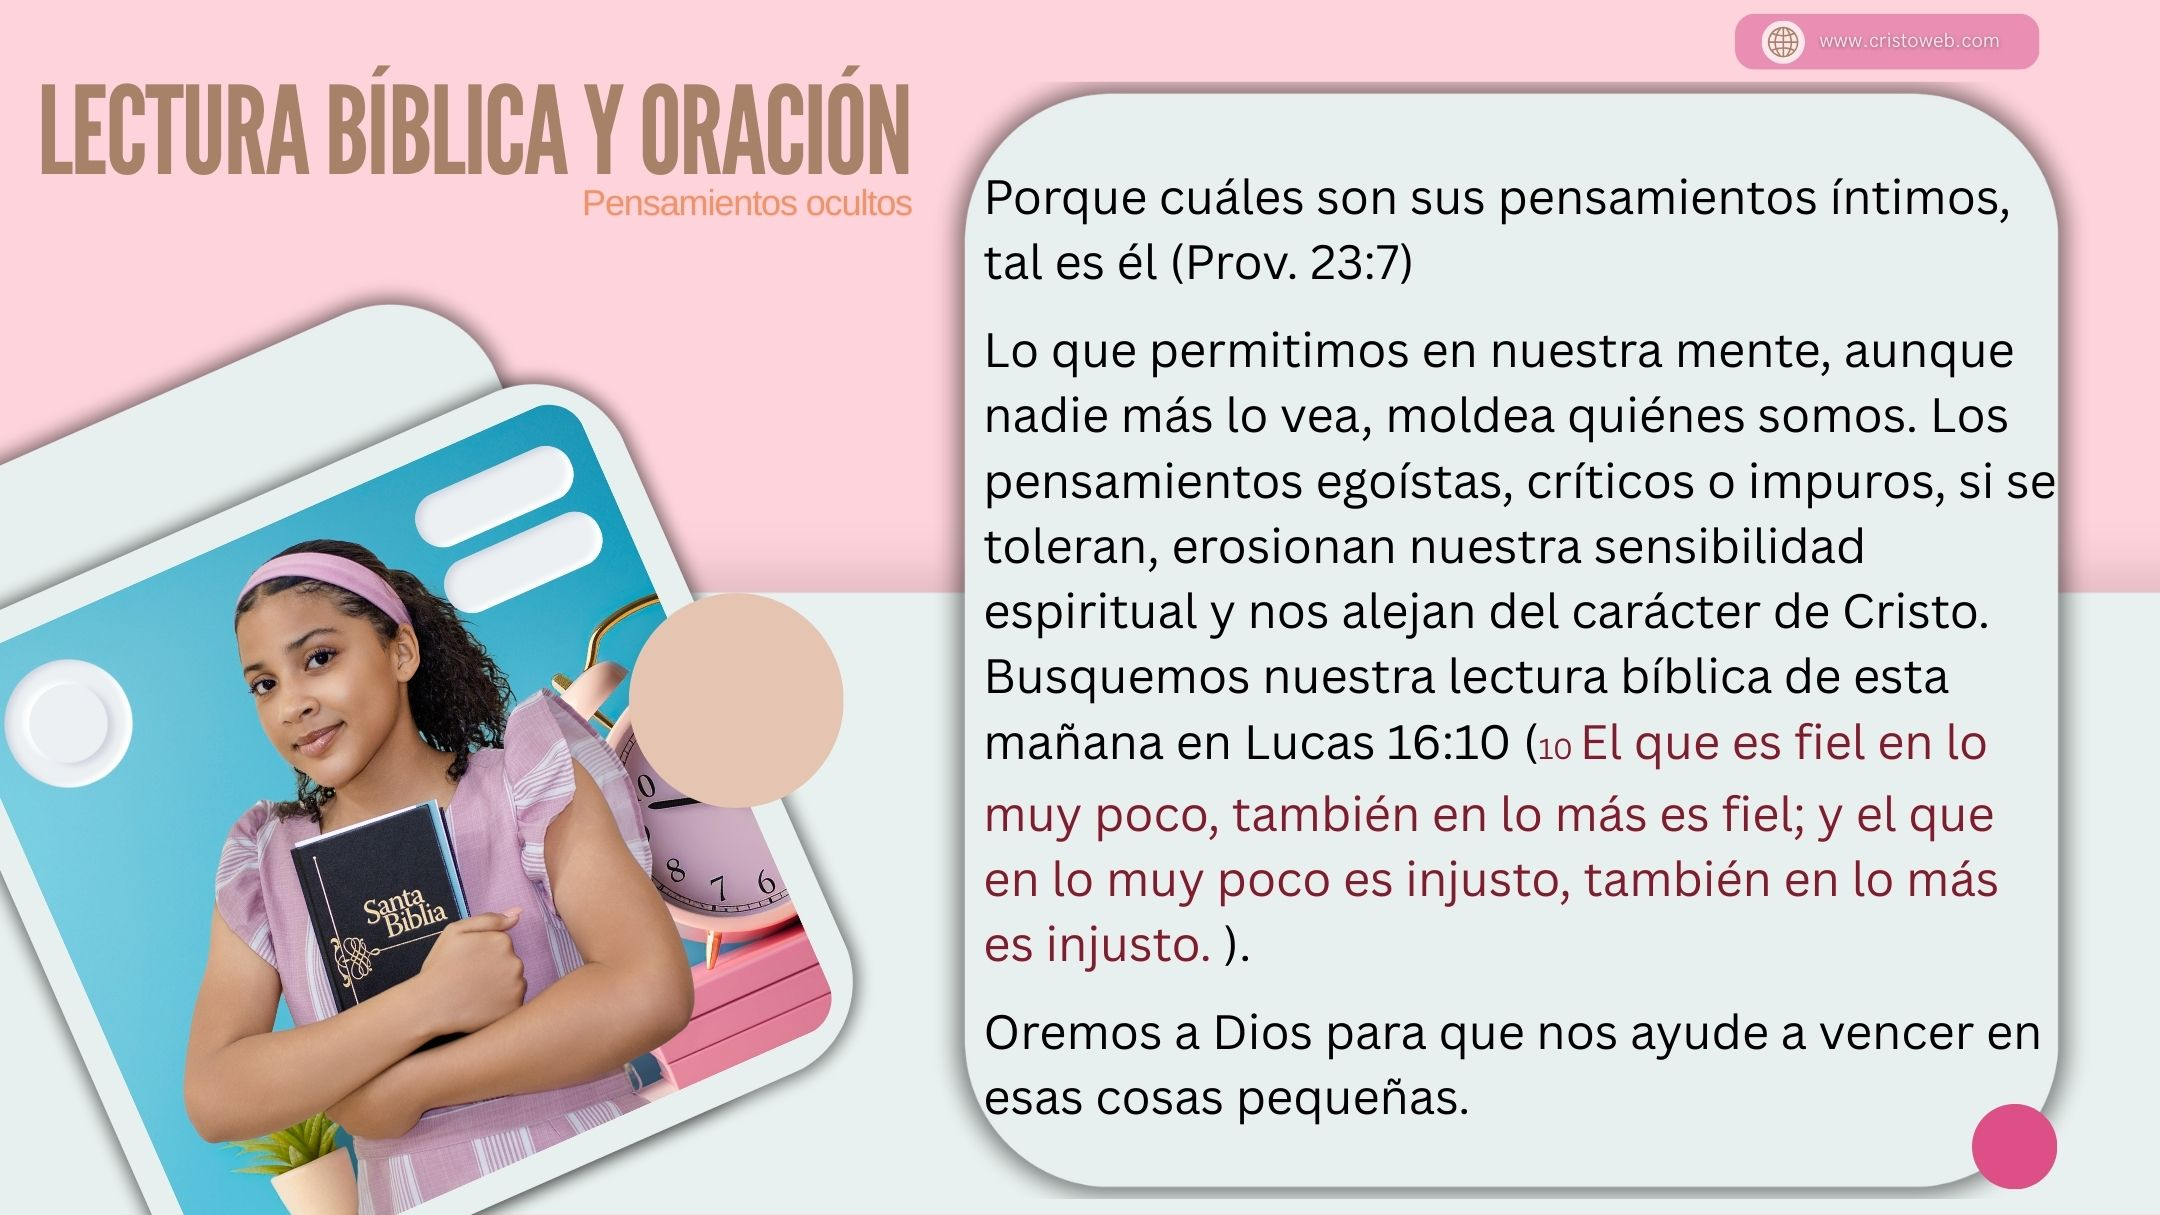 www.cristoweb.com
LECTURA BÍBLICA Y ORACIÓN
Pensamientos ocultos
Porque cuáles son sus pensamientos íntimos,
tal es él (Prov. 23:7)
Lo que permitimos en nuestra mente, aunque
nadie más lo vea, moldea quiénes somos. Los
pensamientos egoístas, críticos o impuros, si se
toleran, erosionan nuestra sensibilidad
espiritual y nos alejan del carácter de Cristo.
Busquemos nuestra lectura bíblica de esta
mañana en Lucas 16:10 (10 El que es fiel en lo
muy poco, también en lo más es fiel; y el que
en lo muy poco es injusto, también en lo más
es injusto. ).
Oremos a Dios para que nos ayude a vencer en
esas cosas pequeñas.
Santa
Biblia
10
8
7
6